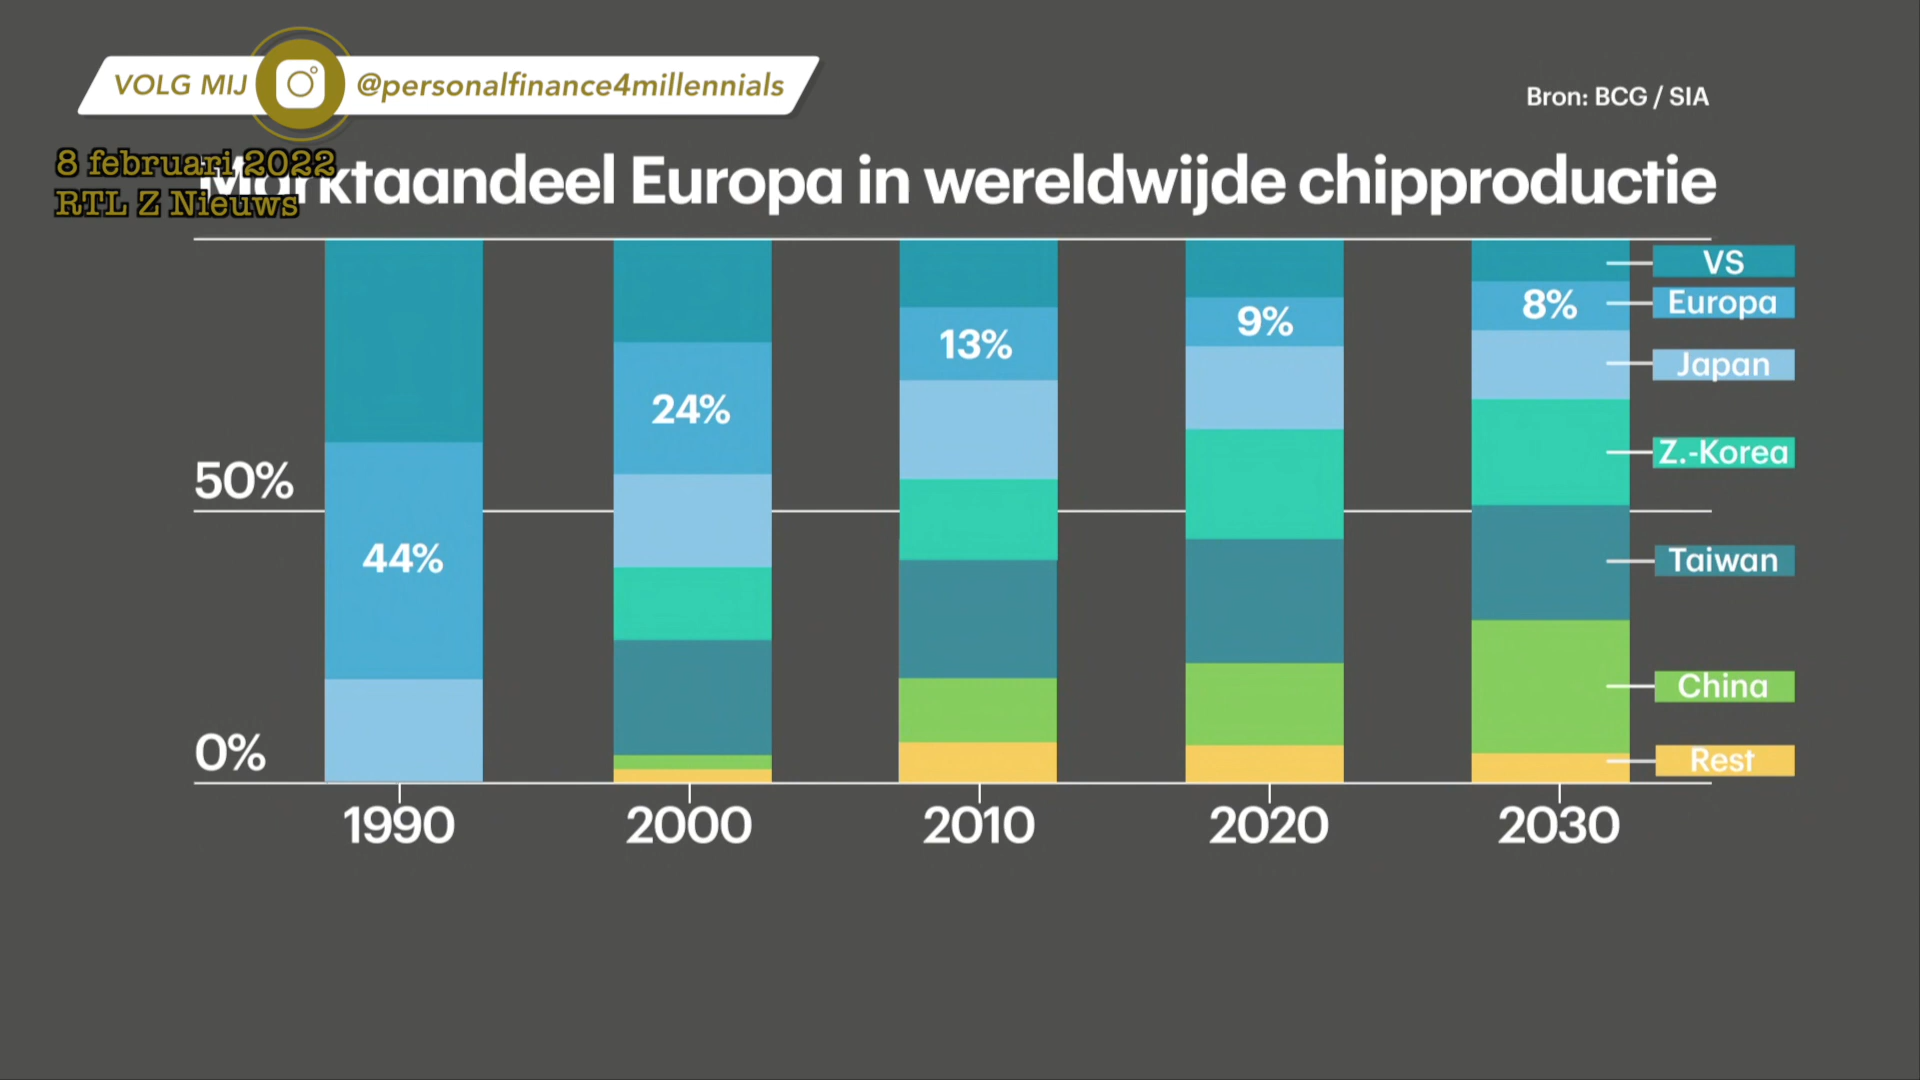 VOLG MIJ @personalfinance4millennials
Bron: BCG / SIA
8 februari 2022
RTL Z Nieuws
Marktaandeel Europa in wereldwijde chipproductie
VS
Europa
Japan
Z.-Korea
Taiwan
China
Rest
50%
0%
44%
24%
13%
9%
8%
1990 2000 2010 2020 2030